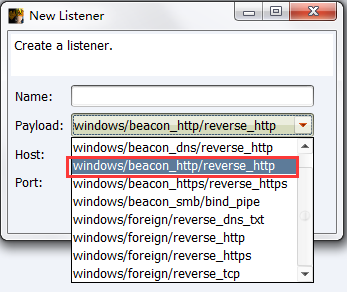 New Listener
Create a listener.
Name:
Payload: windows/beacon_http/reverse_http
Host:
Port:
windows/beacon_dns/reverse_http
windows/beacon_http/reverse_http
windows/beacon_https/reverse_https
windows/beacon_smb/bind_pipe
windows/foreign/reverse_dns_txt
windows/foreign/reverse_http
windows/foreign/reverse_https
windows/foreign/reverse_tcp